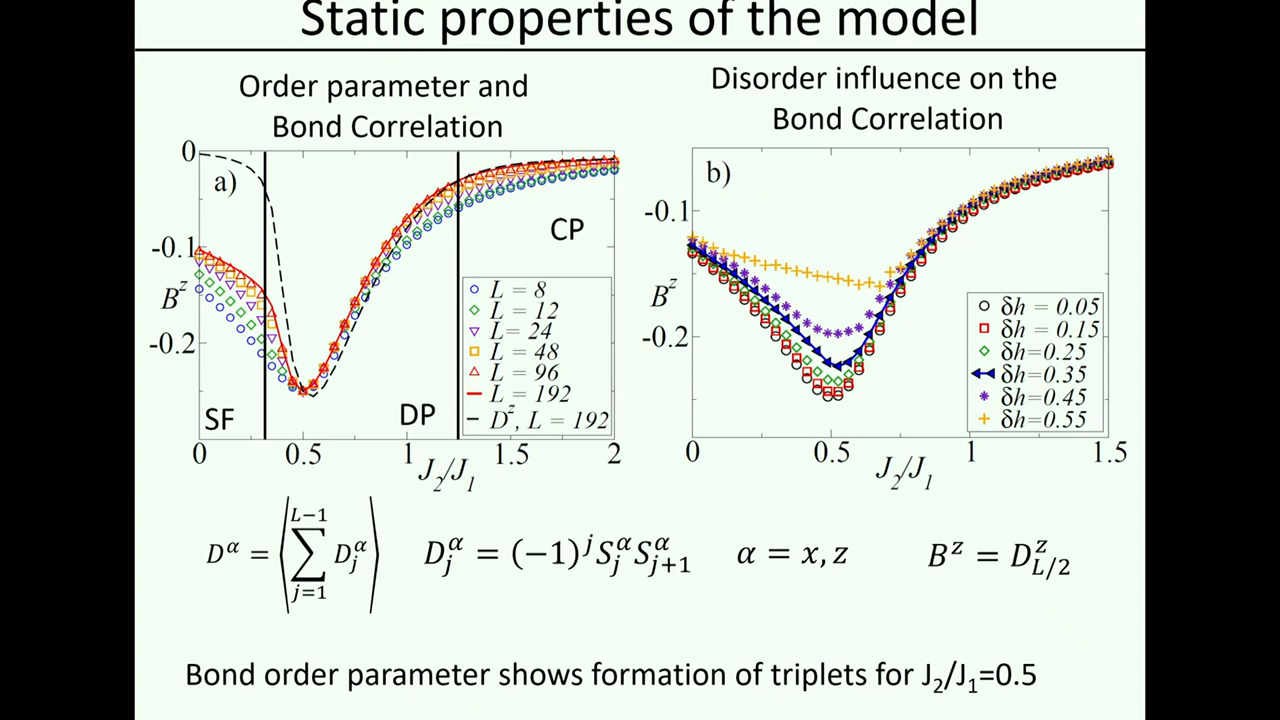 Static properties of the model
Order parameter and
Bond Correlation
Disorder influence on the
Bond Correlation
a)
0
-0.1
-0.2
B^z
SF
DP
CP
L = 8
L = 12
L= 24
L = 48
L = 96
L = 192
D^z, L = 192
0 0.5 1 1.5 2
J_2/J_1
b)
-0.1
-0.2
B^z
δh = 0.05
δh = 0.15
δh=0.25
δh=0.35
δh=0.45
δh=0.55
0 0.5 1 1.5
J_2/J_1
D^α = ⟨∑_{j=1}^{L−1} D_j^α⟩ D_j^α = (−1)^j S_j^α S_{j+1}^α α = x, z B^z = D_{L/2}^z
Bond order parameter shows formation of triplets for J_2/J_1=0.5